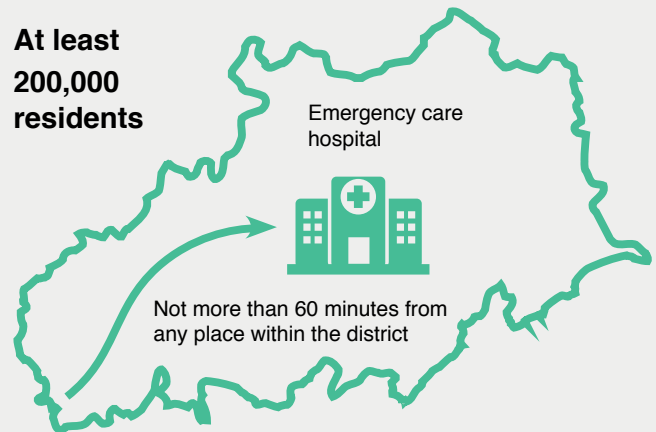 At least
200,000
residents
Emergency care
hospital
Not more than 60 minutes from
any place within the district